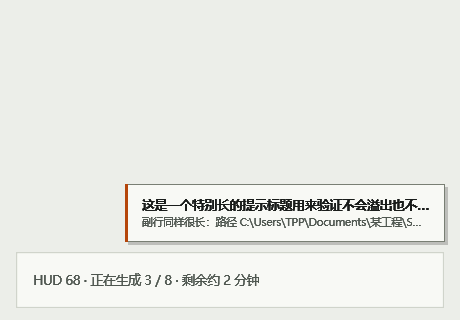 这是一个特别长的提示标题用来验证不会溢出也不…
副行同样很长：路径 C:\Users\TPP\Documents\某工程\S…
HUD 68 · 正在生成 3 / 8 · 剩余约 2 分钟